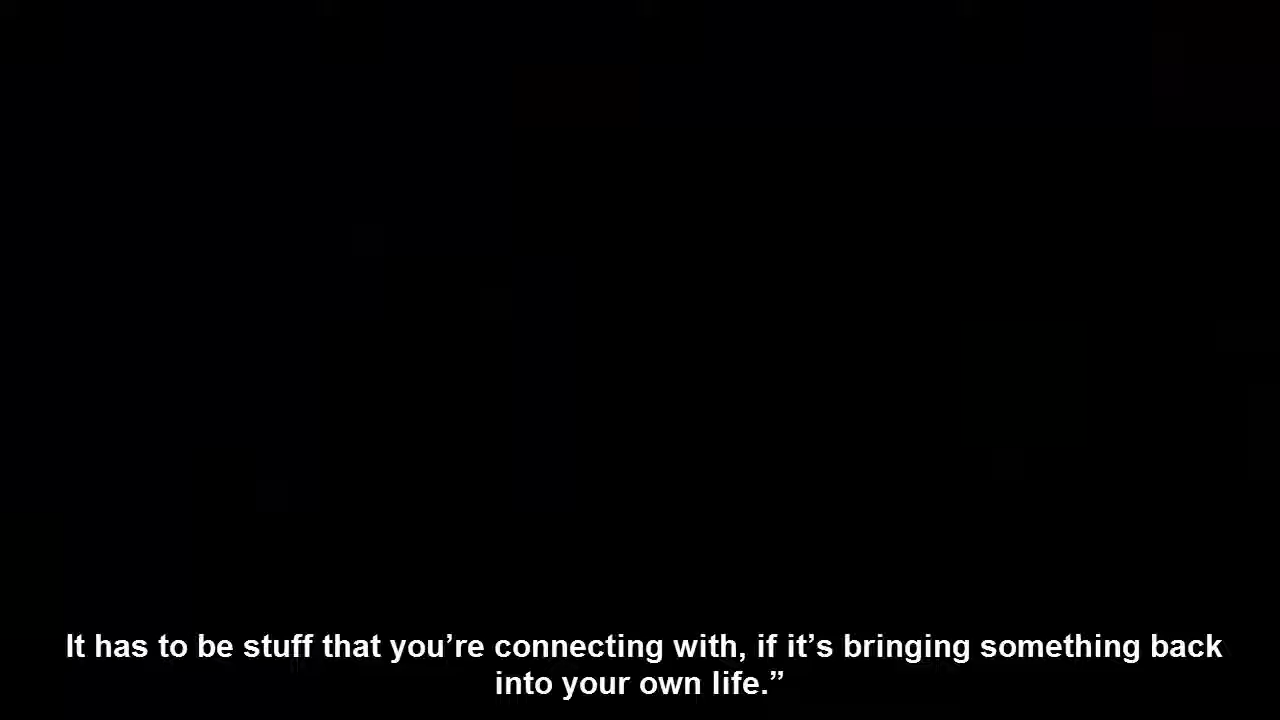 It has to be stuff that you’re connecting with, if it’s bringing something back
into your own life.”